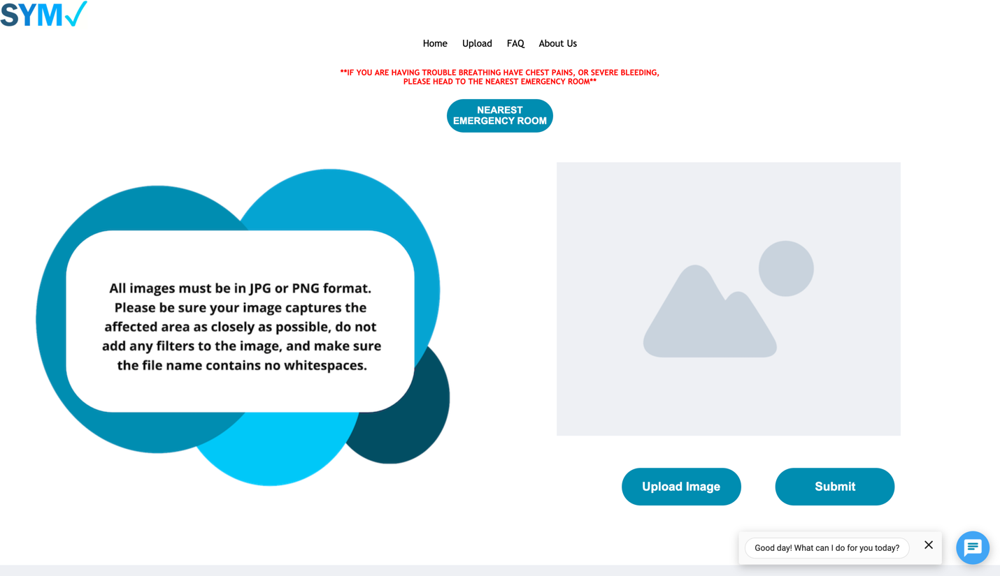 SYM
Home Upload FAQ About Us
**IF YOU ARE HAVING TROUBLE BREATHING HAVE CHEST PAINS, OR SEVERE BLEEDING,
PLEASE HEAD TO THE NEAREST EMERGENCY ROOM**
NEAREST
EMERGENCY ROOM
All images must be in JPG or PNG format.
Please be sure your image captures the
affected area as closely as possible, do not
add any filters to the image, and make sure
the file name contains no whitespaces.
Upload Image
Submit
Good day! What can I do for you today?